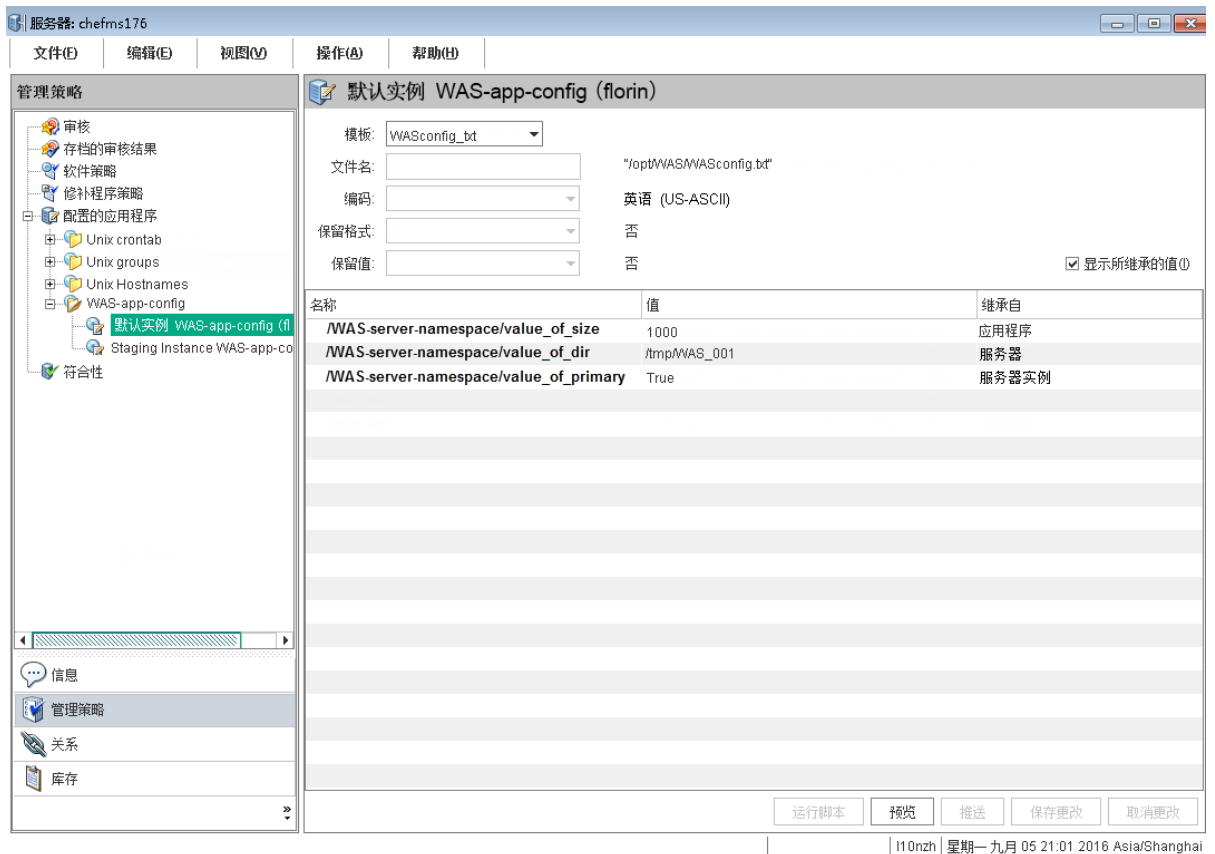 服务器: chefms176
文件(F) 编辑(E) 视图(V) 操作(A) 帮助(H)
管理策略
审核
存档的审核结果
软件策略
修补程序策略
配置的应用程序
Unix crontab
Unix groups
Unix Hostnames
WAS-app-config
默认实例 WAS-app-config (fl
Staging Instance WAS-app-co
符合性
信息
管理策略
关系
库存
»
默认实例 WAS-app-config (florin)
模板: WASconfig_txt
文件名: "/opt/WAS/WASconfig.txt"
编码: 英语 (US-ASCII)
保留格式: 否
保留值: 否
显示所继承的值(I)
名称 值 继承自
/WAS-server-namespace/value_of_size 1000 应用程序
/WAS-server-namespace/value_of_dir /tmp/WAS_001 服务器
/WAS-server-namespace/value_of_primary True 服务器实例
运行脚本 预览 推送 保存更改 取消更改
l10nzh 星期一 九月 05 21:01 2016 Asia/Shanghai